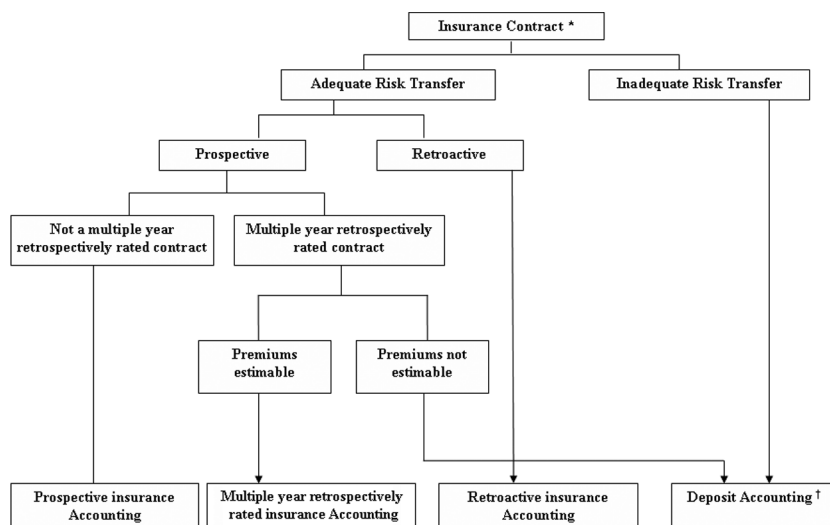 Insurance Contract *
Adequate Risk Transfer
Inadequate Risk Transfer
Prospective
Retroactive
Not a multiple year
retrospectively rated contract
Multiple year retrospectively
rated contract
Premiums
estimable
Premiums not
estimable
Prospective insurance
Accounting
Multiple year retrospectively
rated insurance Accounting
Retroactive insurance
Accounting
Deposit Accounting †